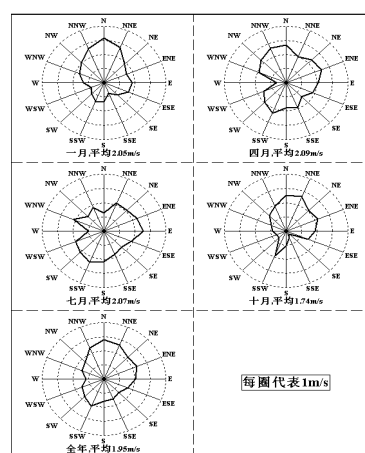 N
NNW NNE
NW NE
WNW ENE
W E
WSW ESE
SW SE
SSW SSE
S
一月,平均2.05m/s
N
NNW NNE
NW NE
WNW ENE
W E
WSW ESE
SW SE
SSW SSE
S
四月,平均2.09m/s
N
NNW NNE
NW NE
WNW ENE
W E
WSW ESE
SW SE
SSW SSE
S
七月,平均2.07m/s
N
NNW NNE
NW NE
WNW ENE
W E
WSW ESE
SW SE
SSW SSE
S
十月,平均1.74m/s
N
NNW NNE
NW NE
WNW ENE
W E
WSW ESE
SW SE
SSW SSE
S
全年,平均1.95m/s
每圈代表1m/s